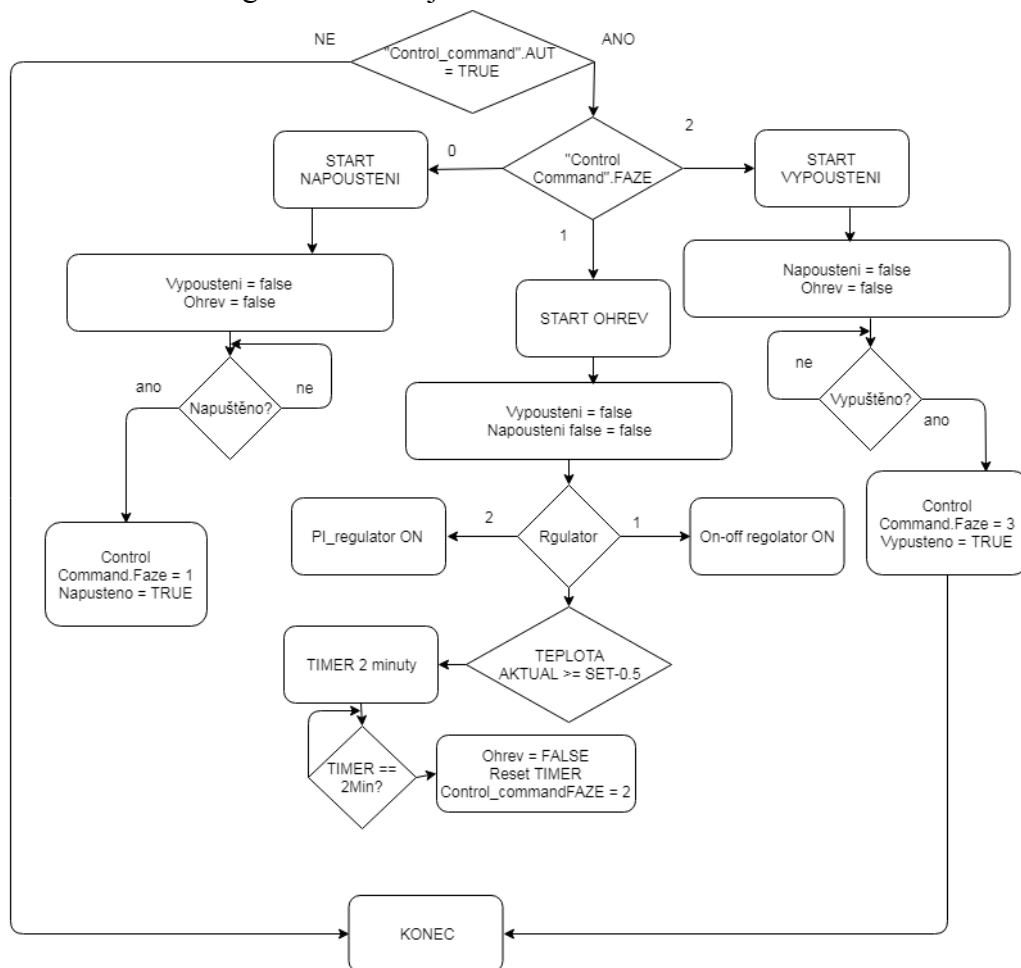 NE
ANO
"Control_command".AUT
= TRUE
0
"Control
Command".FAZE
2
1
START
NAPOUSTENI
START
VYPOUSTENI
Vypousteni = false
Ohrev = false
START OHREV
Napousteni = false
Ohrev = false
ano
Napuštěno?
ne
Vypousteni = false
Napousteni false = false
ne
Vypuštěno?
ano
Control
Command.Faze = 1
Napusteno = TRUE
PI_regulator ON
2
Rgulator
1
On-off regolator ON
Control
Command.Faze = 3
Vypusteno = TRUE
TIMER 2 minuty
TEPLOTA
AKTUAL >= SET-0.5
TIMER ==
2Min?
Ohrev = FALSE
Reset TIMER
Control_commandFAZE = 2
KONEC